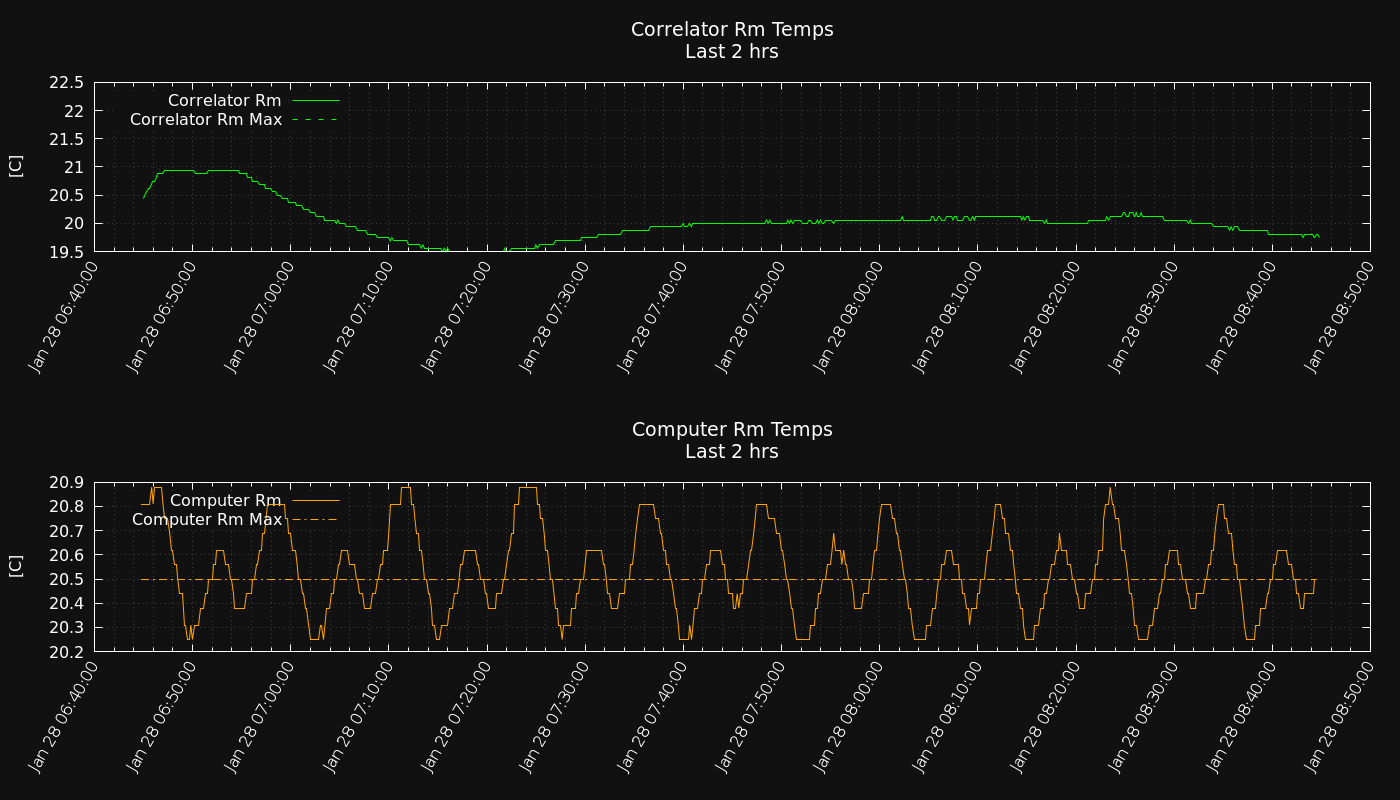 Correlator Rm Temps
Last 2 hrs
22.5
22
21.5
21
20.5
20
19.5
[C]
Correlator Rm
Correlator Rm Max
Jan 28 06:40:00
Jan 28 06:50:00
Jan 28 07:00:00
Jan 28 07:10:00
Jan 28 07:20:00
Jan 28 07:30:00
Jan 28 07:40:00
Jan 28 07:50:00
Jan 28 08:00:00
Jan 28 08:10:00
Jan 28 08:20:00
Jan 28 08:30:00
Jan 28 08:40:00
Jan 28 08:50:00
Computer Rm Temps
Last 2 hrs
20.9
20.8
20.7
20.6
20.5
20.4
20.3
20.2
[C]
Computer Rm
Computer Rm Max
Jan 28 06:40:00
Jan 28 06:50:00
Jan 28 07:00:00
Jan 28 07:10:00
Jan 28 07:20:00
Jan 28 07:30:00
Jan 28 07:40:00
Jan 28 07:50:00
Jan 28 08:00:00
Jan 28 08:10:00
Jan 28 08:20:00
Jan 28 08:30:00
Jan 28 08:40:00
Jan 28 08:50:00